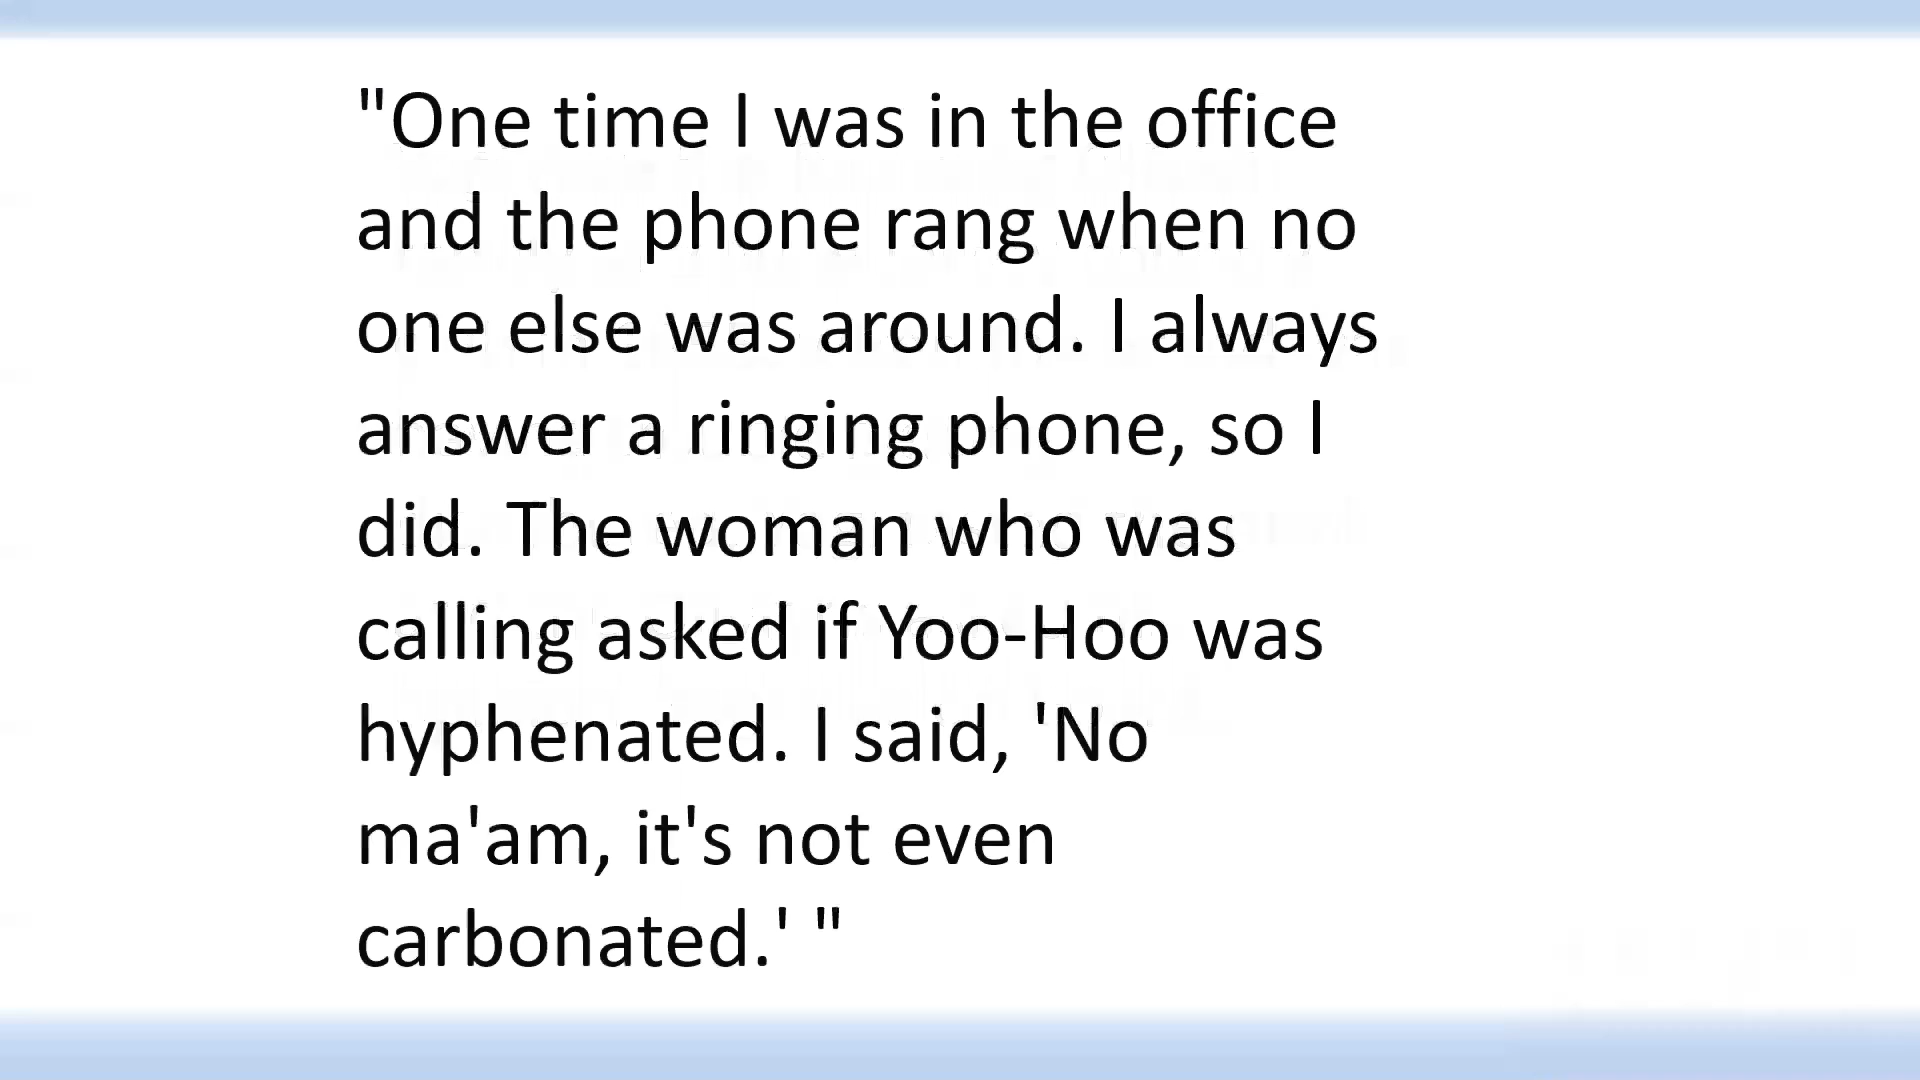 "One time I was in the office
and the phone rang when no
one else was around. I always
answer a ringing phone, so I
did. The woman who was
calling asked if Yoo-Hoo was
hyphenated. I said, 'No
ma'am, it's not even
carbonated.' "